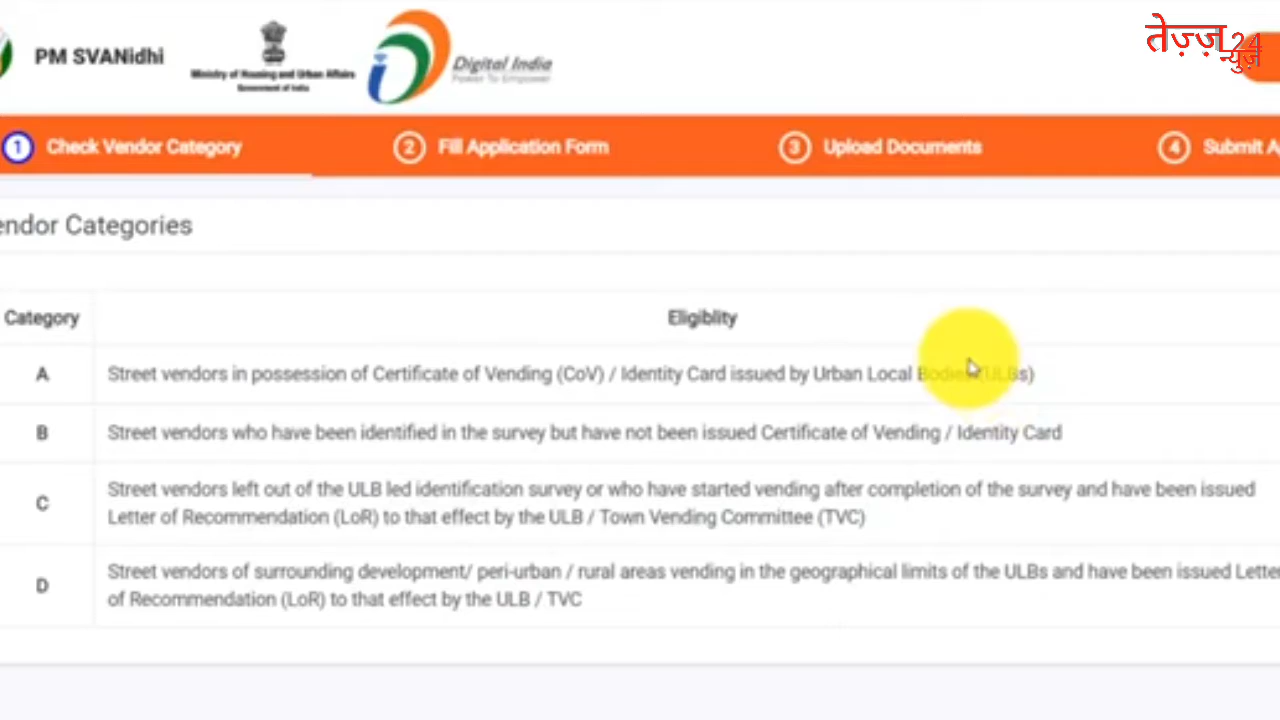 PM SVANidhi
Ministry of Housing and Urban Affairs
Government of India
Digital India
Power To Empower
तेज़्ज़ 24
न्युज़
1 Check Vendor Category
2 Fill Application Form
3 Upload Documents
4 Submit A
endor Categories
Category
Eligiblity
A
Street vendors in possession of Certificate of Vending (CoV) / Identity Card issued by Urban Local Bodies (ULBs)
B
Street vendors who have been identified in the survey but have not been issued Certificate of Vending / Identity Card
C
Street vendors left out of the ULB led identification survey or who have started vending after completion of the survey and have been issued
Letter of Recommendation (LoR) to that effect by the ULB / Town Vending Committee (TVC)
D
Street vendors of surrounding development/ peri-urban / rural areas vending in the geographical limits of the ULBs and have been issued Letter
of Recommendation (LoR) to that effect by the ULB / TVC